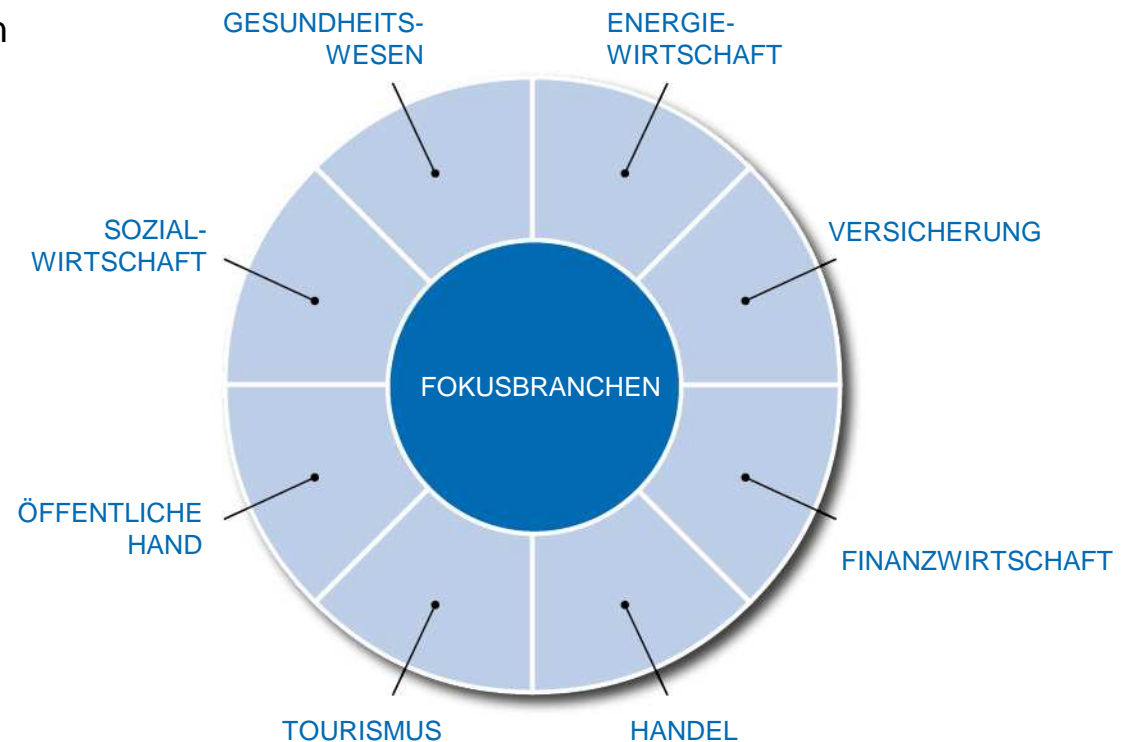 n
GESUNDHEITS-
WESEN
ENERGIE-
WIRTSCHAFT
SOZIAL-
WIRTSCHAFT
VERSICHERUNG
FOKUSBRANCHEN
ÖFFENTLICHE
HAND
FINANZWIRTSCHAFT
TOURISMUS
HANDEL